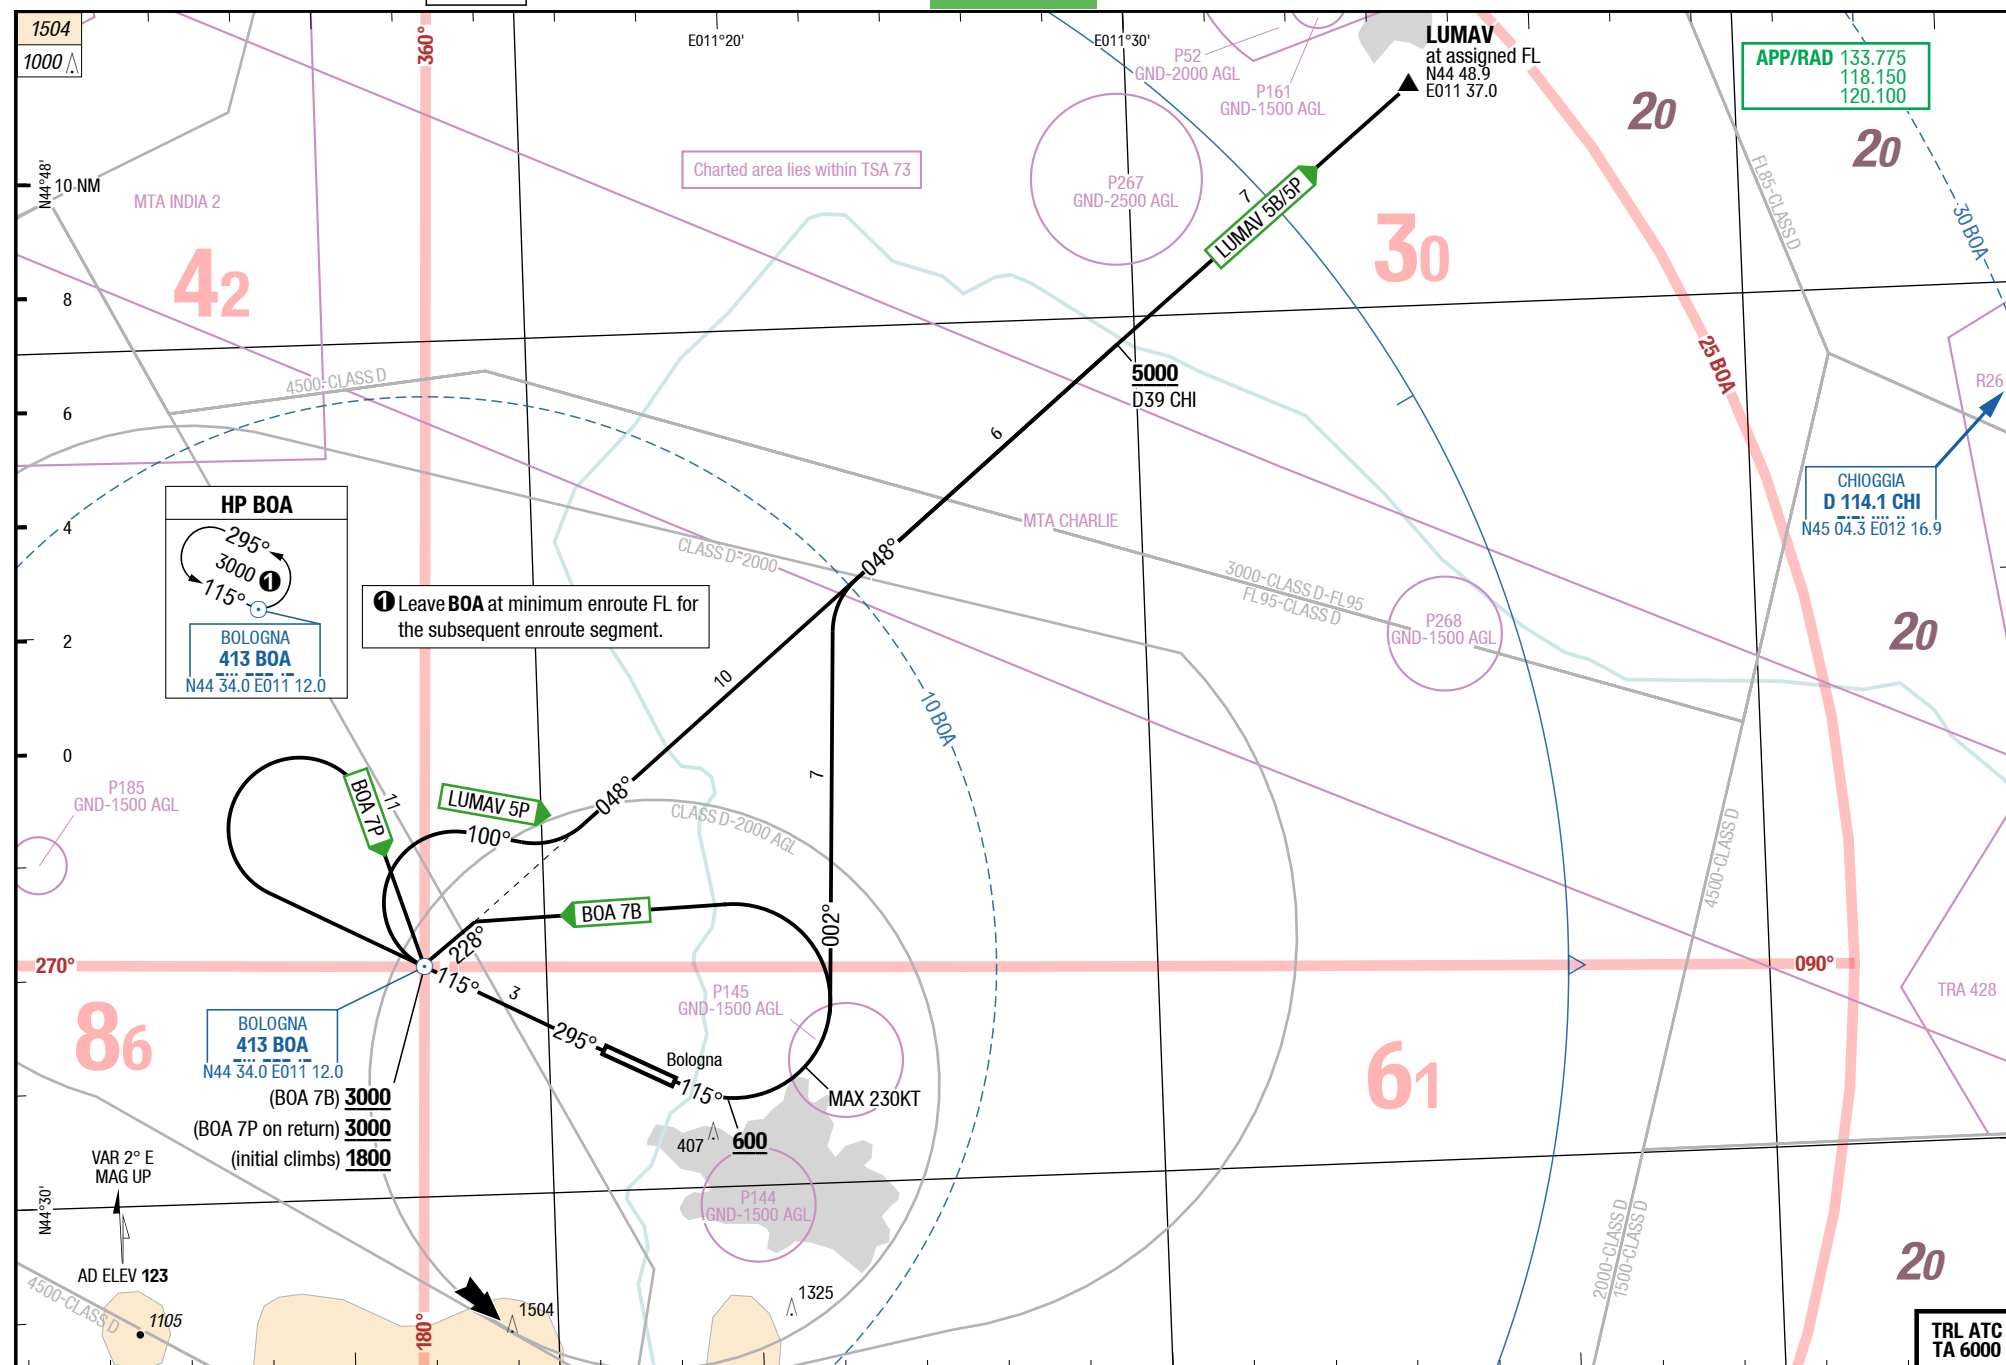 1504
1000
360°
E011°20'
E011°30'
P52
GND-2000 AGL
P161
GND-1500 AGL
LUMAV
at assigned FL
N44 48.9
E011 37.0
APP/RAD 133.775
118.150
120.100
20
20
N44°48'
10 NM
MTA INDIA 2
Charted area lies within TSA 73
P267
GND-2500 AGL
7
LUMAV 5B/5P
FL85-CLASS D
30 BOA
42
30
8
4500-CLASS D
25 BOA
5000
D39 CHI
R26
6
6
CHIOGGIA
D 114.1 CHI
N45 04.3 E012 16.9
HP BOA
295°
3000 1
115°
BOLOGNA
413 BOA
N44 34.0 E011 12.0
4
MTA CHARLIE
CLASS D-2000
048°
3000-CLASS D-FL95
FL95-CLASS D
1 Leave BOA at minimum enroute FL for
the subsequent enroute segment.
P268
GND-1500 AGL
20
2
10
10 BOA
0
P185
GND-1500 AGL
BOA 7P
11
LUMAV 5P
048°
7
100°
CLASS D-2000 AGL
4500-CLASS D
BOA 7B
002°
228°
270°
090°
115°
3
P145
GND-1500 AGL
TRA 428
86
BOLOGNA
413 BOA
N44 34.0 E011 12.0
295°
Bologna
115°
MAX 230KT
61
(BOA 7B) 3000
(BOA 7P on return) 3000
(initial climbs) 1800
407
600
VAR 2° E
MAG UP
N44°30'
P144
GND-1500 AGL
2000-CLASS D
1500-CLASS D
20
AD ELEV 123
4500-CLASS D
1105
1504
1325
180°
TRL ATC
TA 6000